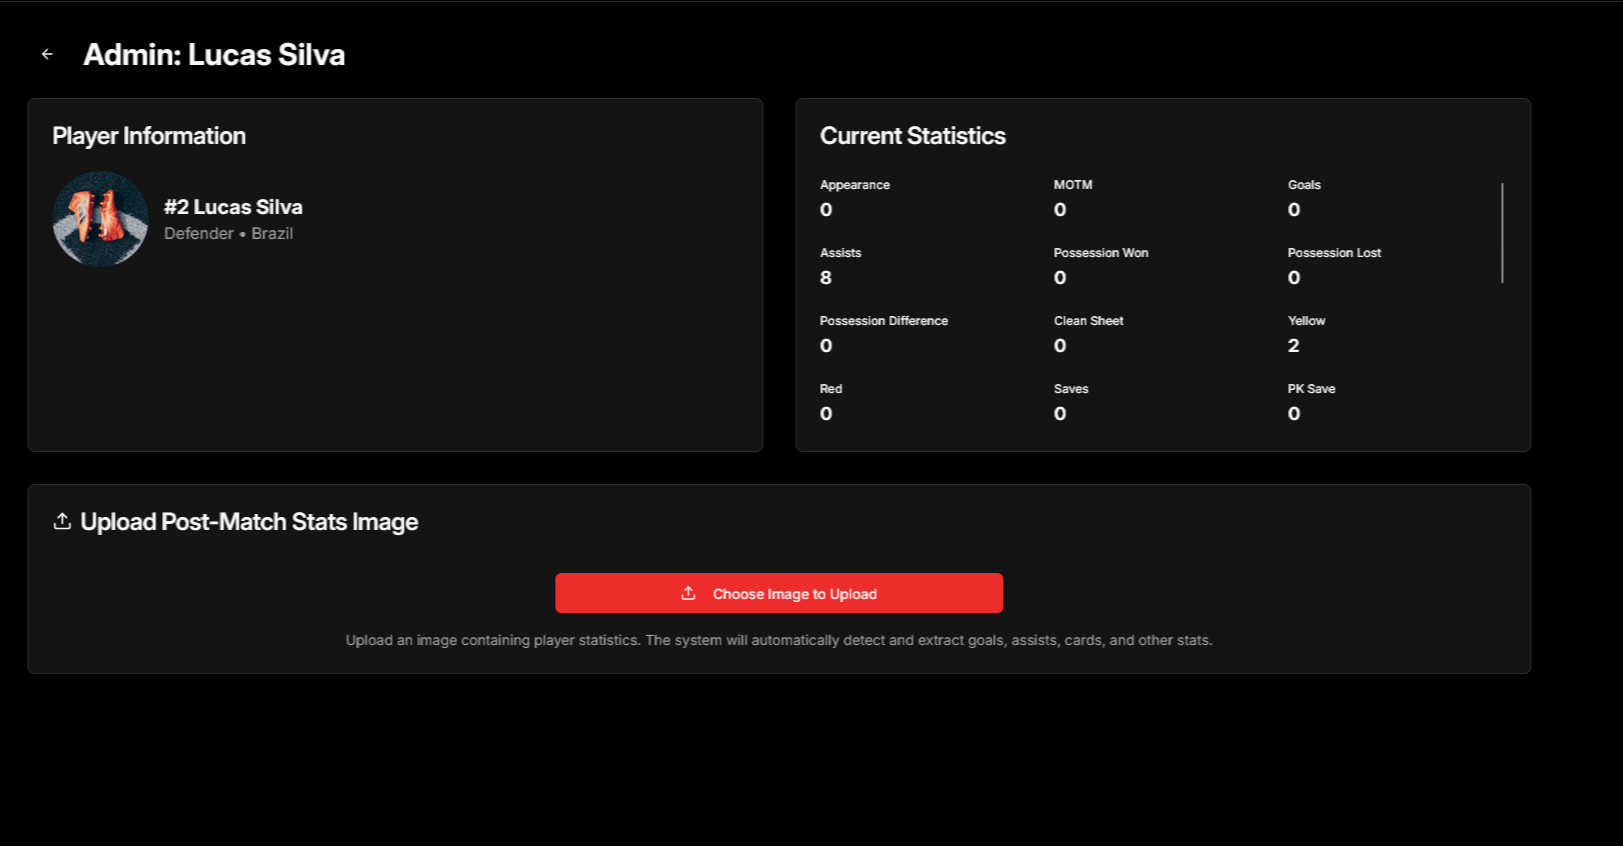 Admin: Lucas Silva
Player Information
#2 Lucas Silva
Defender • Brazil
Current Statistics
Appearance
0
MOTM
0
Goals
0
Assists
8
Possession Won
0
Possession Lost
0
Possession Difference
0
Clean Sheet
0
Yellow
2
Red
0
Saves
0
PK Save
0
Upload Post-Match Stats Image
Choose Image to Upload
Upload an image containing player statistics. The system will automatically detect and extract goals, assists, cards, and other stats.